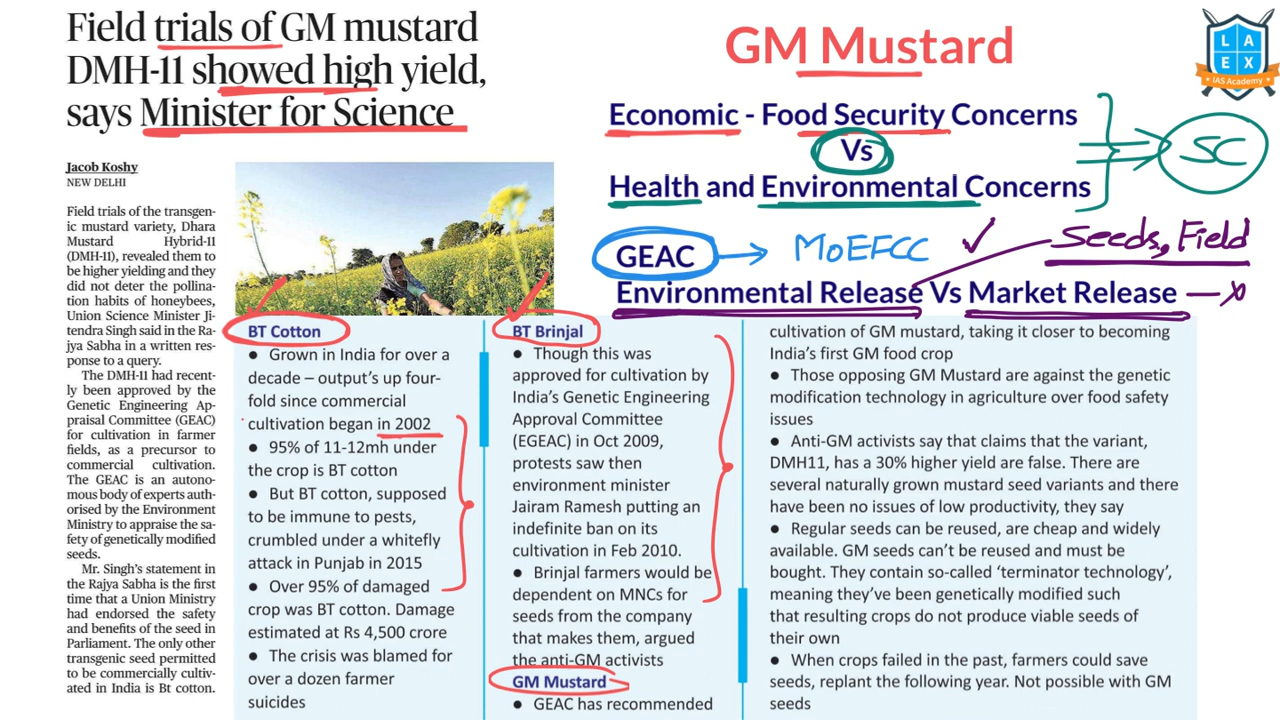 Field trials of GM mustard
DMH-11 showed high yield,
says Minister for Science
Jacob Koshy
NEW DELHI
Field trials of the transgen-
ic mustard variety, Dhara
Mustard Hybrid-11
(DMH-11), revealed them to
be higher yielding and they
did not deter the pollina-
tion habits of honeybees,
Union Science Minister Ji-
tendra Singh said in the Ra-
jya Sabha in a written res-
ponse to a query.
The DMH-11 had recent-
ly been approved by the
Genetic Engineering Ap-
praisal Committee (GEAC)
for cultivation in farmer
fields, as a precursor to
commercial cultivation.
The GEAC is an autono-
mous body of experts auth-
orised by the Environment
Ministry to appraise the sa-
fety of genetically modified
seeds.
Mr. Singh's statement in
the Rajya Sabha is the first
time that a Union Ministry
had endorsed the safety
and benefits of the seed in
Parliament. The only other
transgenic seed permitted
to be commercially cultiv-
ated in India is Bt cotton.
GM Mustard
LAEX
IAS Academy
Economic - Food Security Concerns
Vs
Health and Environmental Concerns
SC
GEAC → MoEFCC ✓ Seeds, Field
Environmental Release Vs Market Release — x
BT Cotton
● Grown in India for over a
decade – output's up four-
fold since commercial
cultivation began in 2002
● 95% of 11-12mh under
the crop is BT cotton
● But BT cotton, supposed
to be immune to pests,
crumbled under a whitefly
attack in Punjab in 2015
● Over 95% of damaged
crop was BT cotton. Damage
estimated at Rs 4,500 crore
● The crisis was blamed for
over a dozen farmer
suicides
BT Brinjal
● Though this was
approved for cultivation by
India's Genetic Engineering
Approval Committee
(EGEAC) in Oct 2009,
protests saw then
environment minister
Jairam Ramesh putting an
indefinite ban on its
cultivation in Feb 2010.
● Brinjal farmers would be
dependent on MNCs for
seeds from the company
that makes them, argued
the anti-GM activists
GM Mustard
● GEAC has recommended
cultivation of GM mustard, taking it closer to becoming
India's first GM food crop
● Those opposing GM Mustard are against the genetic
modification technology in agriculture over food safety
issues
● Anti-GM activists say that claims that the variant,
DMH11, has a 30% higher yield are false. There are
several naturally grown mustard seed variants and there
have been no issues of low productivity, they say
● Regular seeds can be reused, are cheap and widely
available. GM seeds can't be reused and must be
bought. They contain so-called 'terminator technology',
meaning they've been genetically modified such
that resulting crops do not produce viable seeds of
their own
● When crops failed in the past, farmers could save
seeds, replant the following year. Not possible with GM
seeds